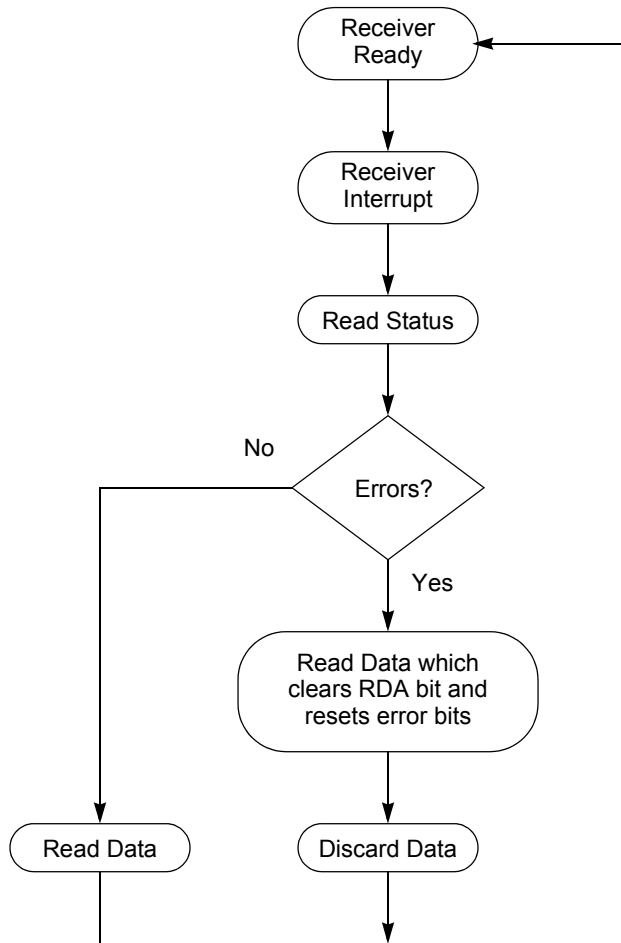 Receiver
Ready
Receiver
Interrupt
Read Status
Errors?
No
Yes
Read Data which
clears RDA bit and
resets error bits
Read Data
Discard Data